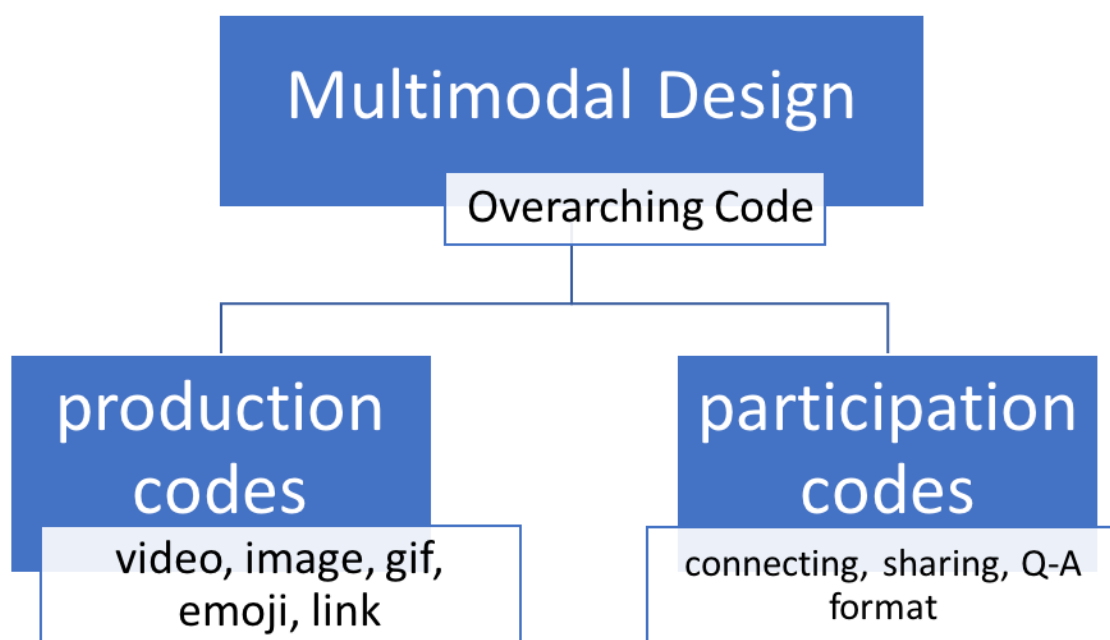 Multimodal Design
Overarching Code
production
codes
video, image, gif,
emoji, link
participation
codes
connecting, sharing, Q-A
format